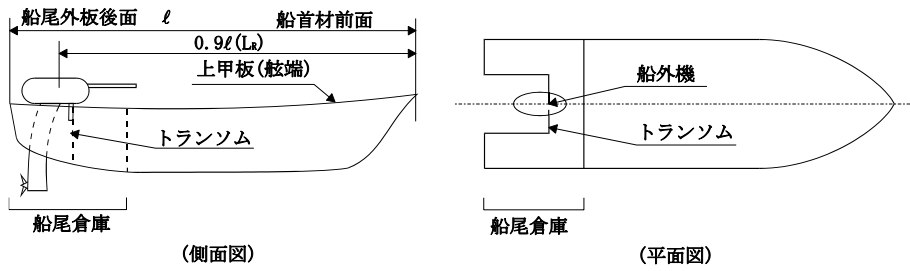 船尾外板後面 ℓ 船首材前面
0.9ℓ(LR)
上甲板(舷端)
トランソム
船尾倉庫
(側面図)
船外機
トランソム
船尾倉庫
(平面図)